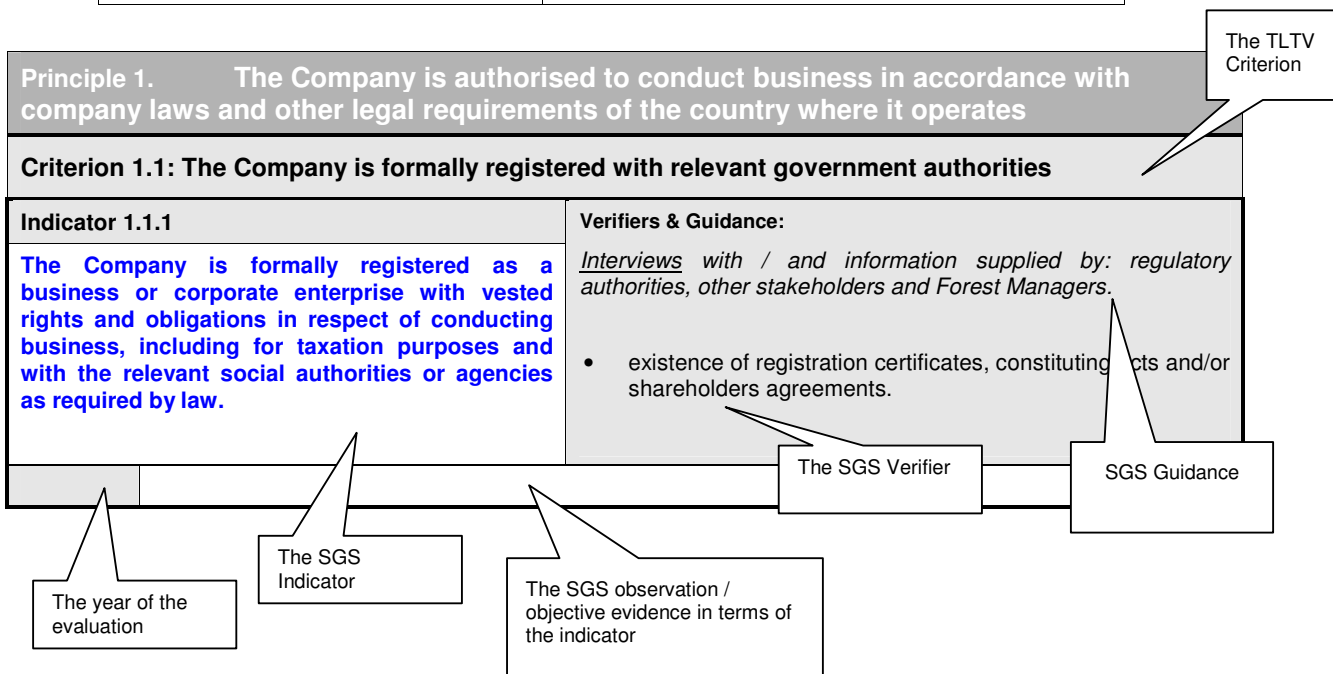 The TLTV
Criterion
Principle 1. The Company is authorised to conduct business in accordance with
company laws and other legal requirements of the country where it operates
Criterion 1.1: The Company is formally registered with relevant government authorities
Indicator 1.1.1
The Company is formally registered as a
business or corporate enterprise with vested
rights and obligations in respect of conducting
business, including for taxation purposes and
with the relevant social authorities or agencies
as required by law.
Verifiers & Guidance:
Interviews with / and information supplied by: regulatory
authorities, other stakeholders and Forest Managers.
• existence of registration certificates, constituting cts and/or
shareholders agreements.
The SGS Verifier
SGS Guidance
The SGS
Indicator
The year of the
evaluation
The SGS observation /
objective evidence in terms of
the indicator